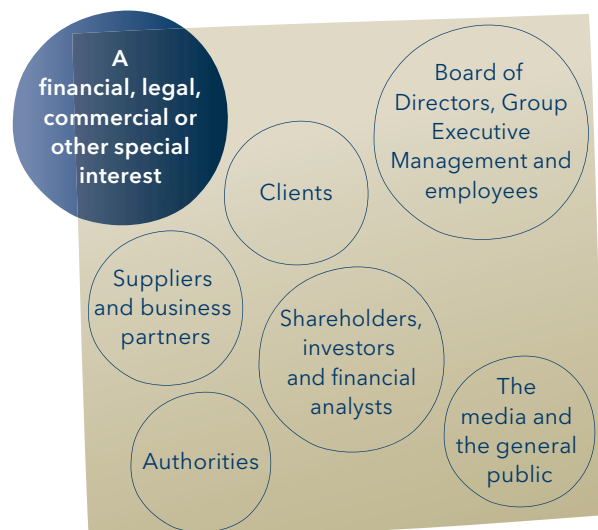 A
financial, legal,
commercial or
other special
interest
Board of
Directors, Group
Executive
Management and
employees
Clients
Suppliers
and business
partners
Shareholders,
investors
and financial
analysts
The
media and
the general
public
Authorities